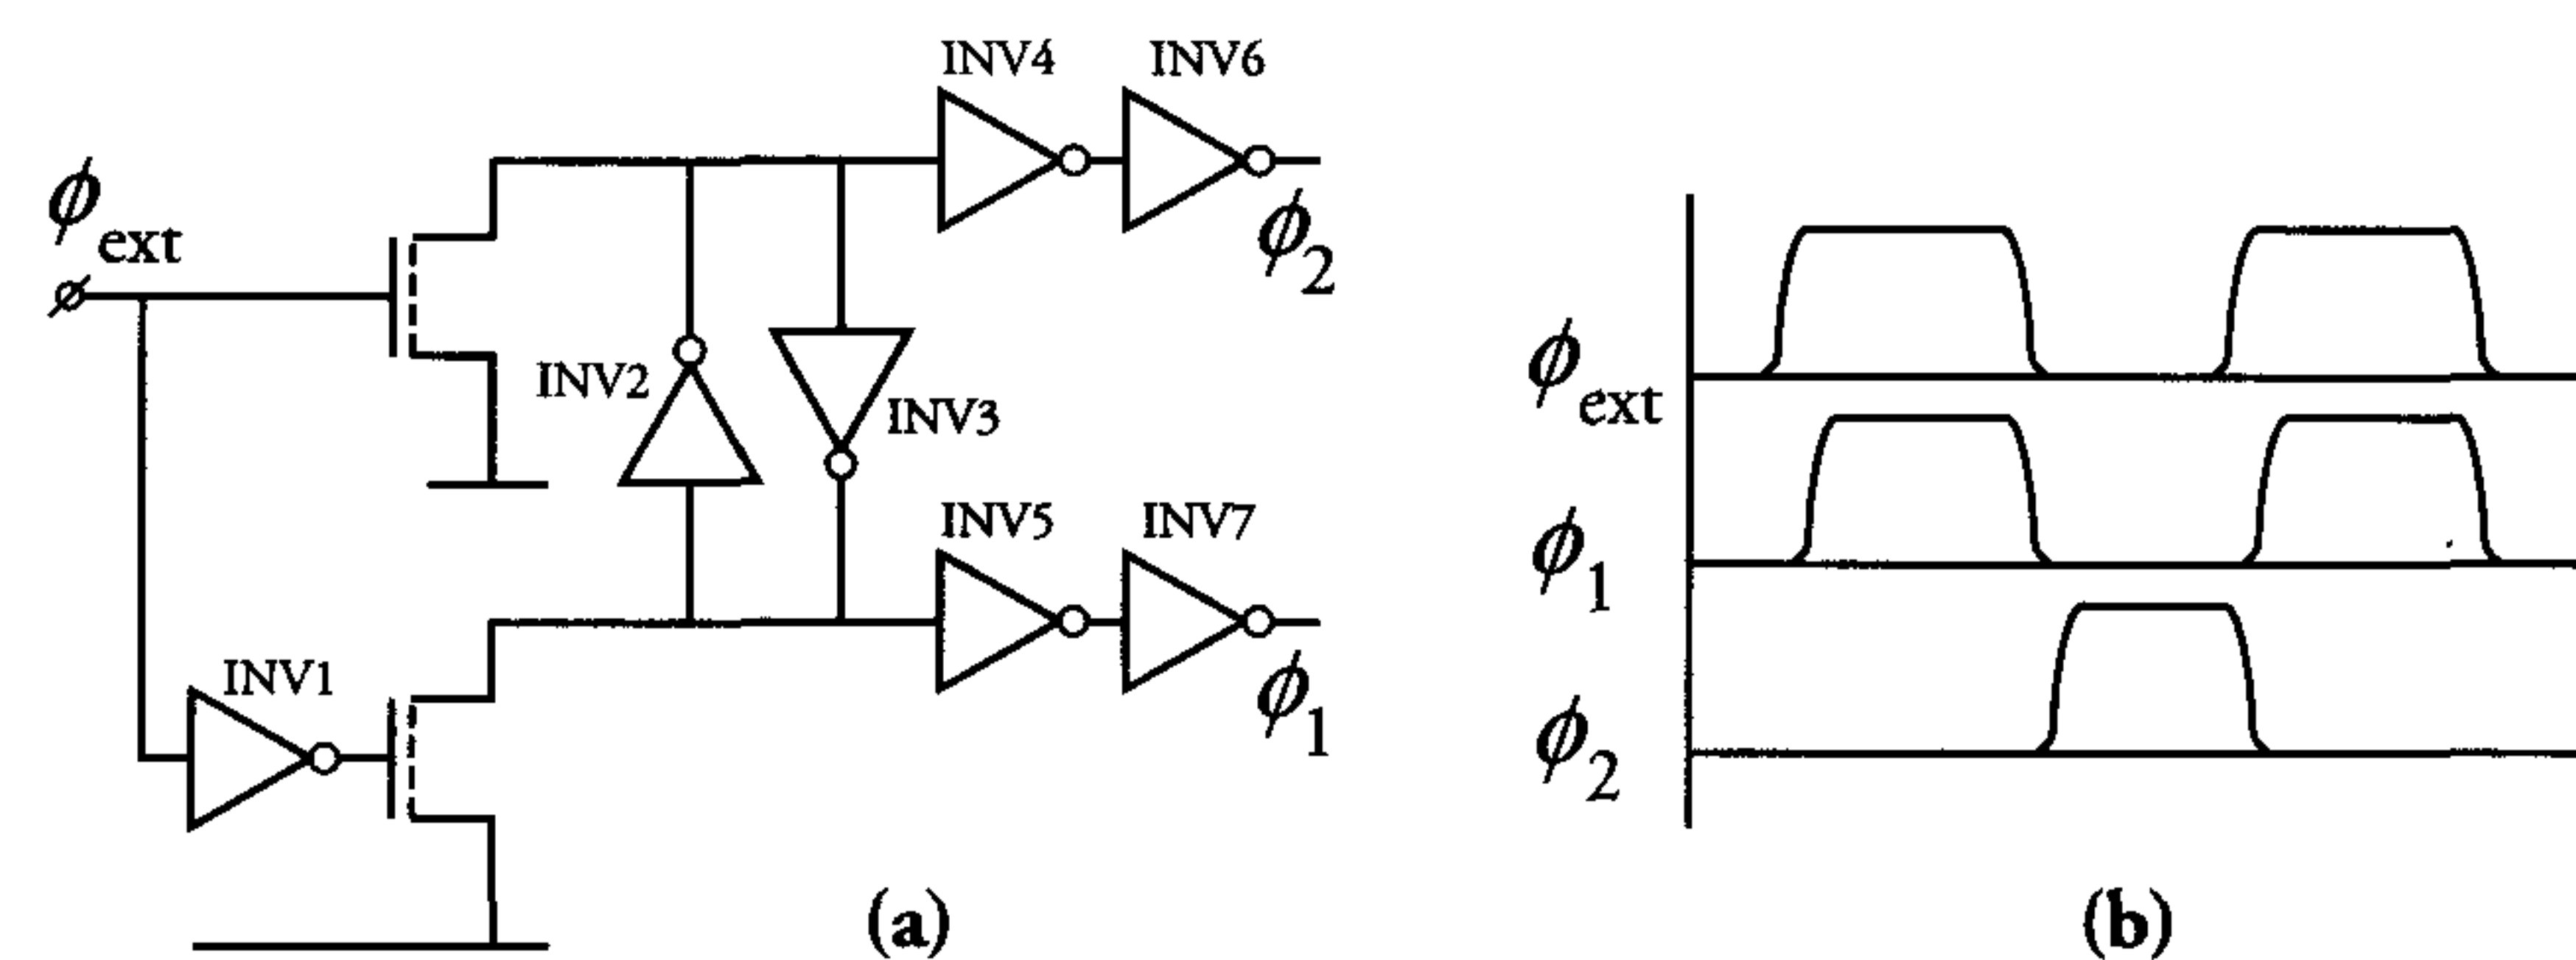 INV4
INV6
ϕext
ϕ2
INV2
INV3
INV5
INV7
INV1
ϕ1
(a)
ϕext
ϕ1
ϕ2
(b)